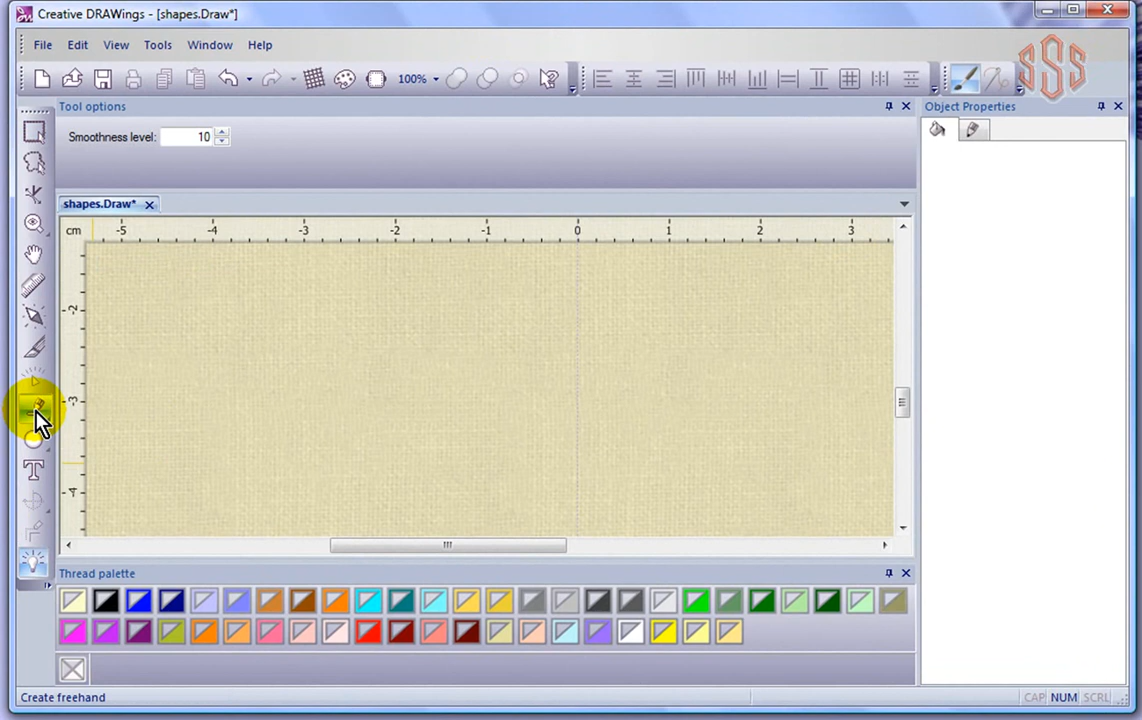 Creative DRAWings - [shapes.Draw*]
File Edit View Tools Window Help
100%
SSS
Tool options
Object Properties
Smoothness level: 10
shapes.Draw*
cm -5 -4 -3 -2 -1 0 1 2 3
-2
-3
-4
T
Thread palette
Create freehand
CAP NUM SCRL